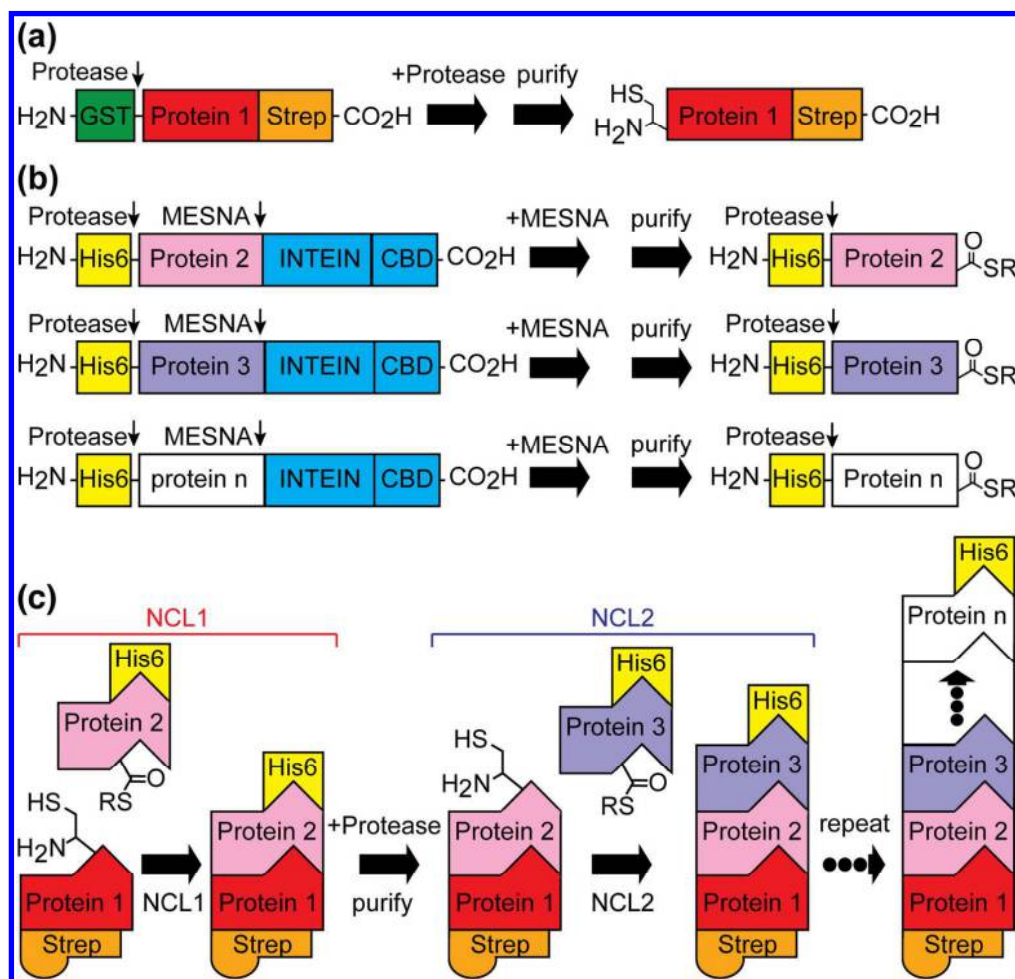 (a)
Protease +Protease purify
H2N GST Protein 1 Strep CO2H HS H2N Protein 1 Strep CO2H
(b)
Protease MESNA +MESNA purify Protease
H2N His6 Protein 2 INTEIN CBD CO2H H2N His6 Protein 2 O SR
Protease MESNA +MESNA purify Protease
H2N His6 Protein 3 INTEIN CBD CO2H H2N His6 Protein 3 O SR
Protease MESNA +MESNA purify Protease
H2N His6 protein n INTEIN CBD CO2H H2N His6 Protein n O SR
(c)
NCL1 NCL2
His6
Protein 2
RS O
HS
H2N
Protein 1
Strep
NCL1
His6
Protein 2
Protein 1
Strep
+Protease
purify
HS
H2N
Protein 2
Protein 1
Strep
His6
Protein 3
RS O
NCL2
His6
Protein 3
Protein 2
Protein 1
Strep
repeat
His6
Protein n
Protein 3
Protein 2
Protein 1
Strep